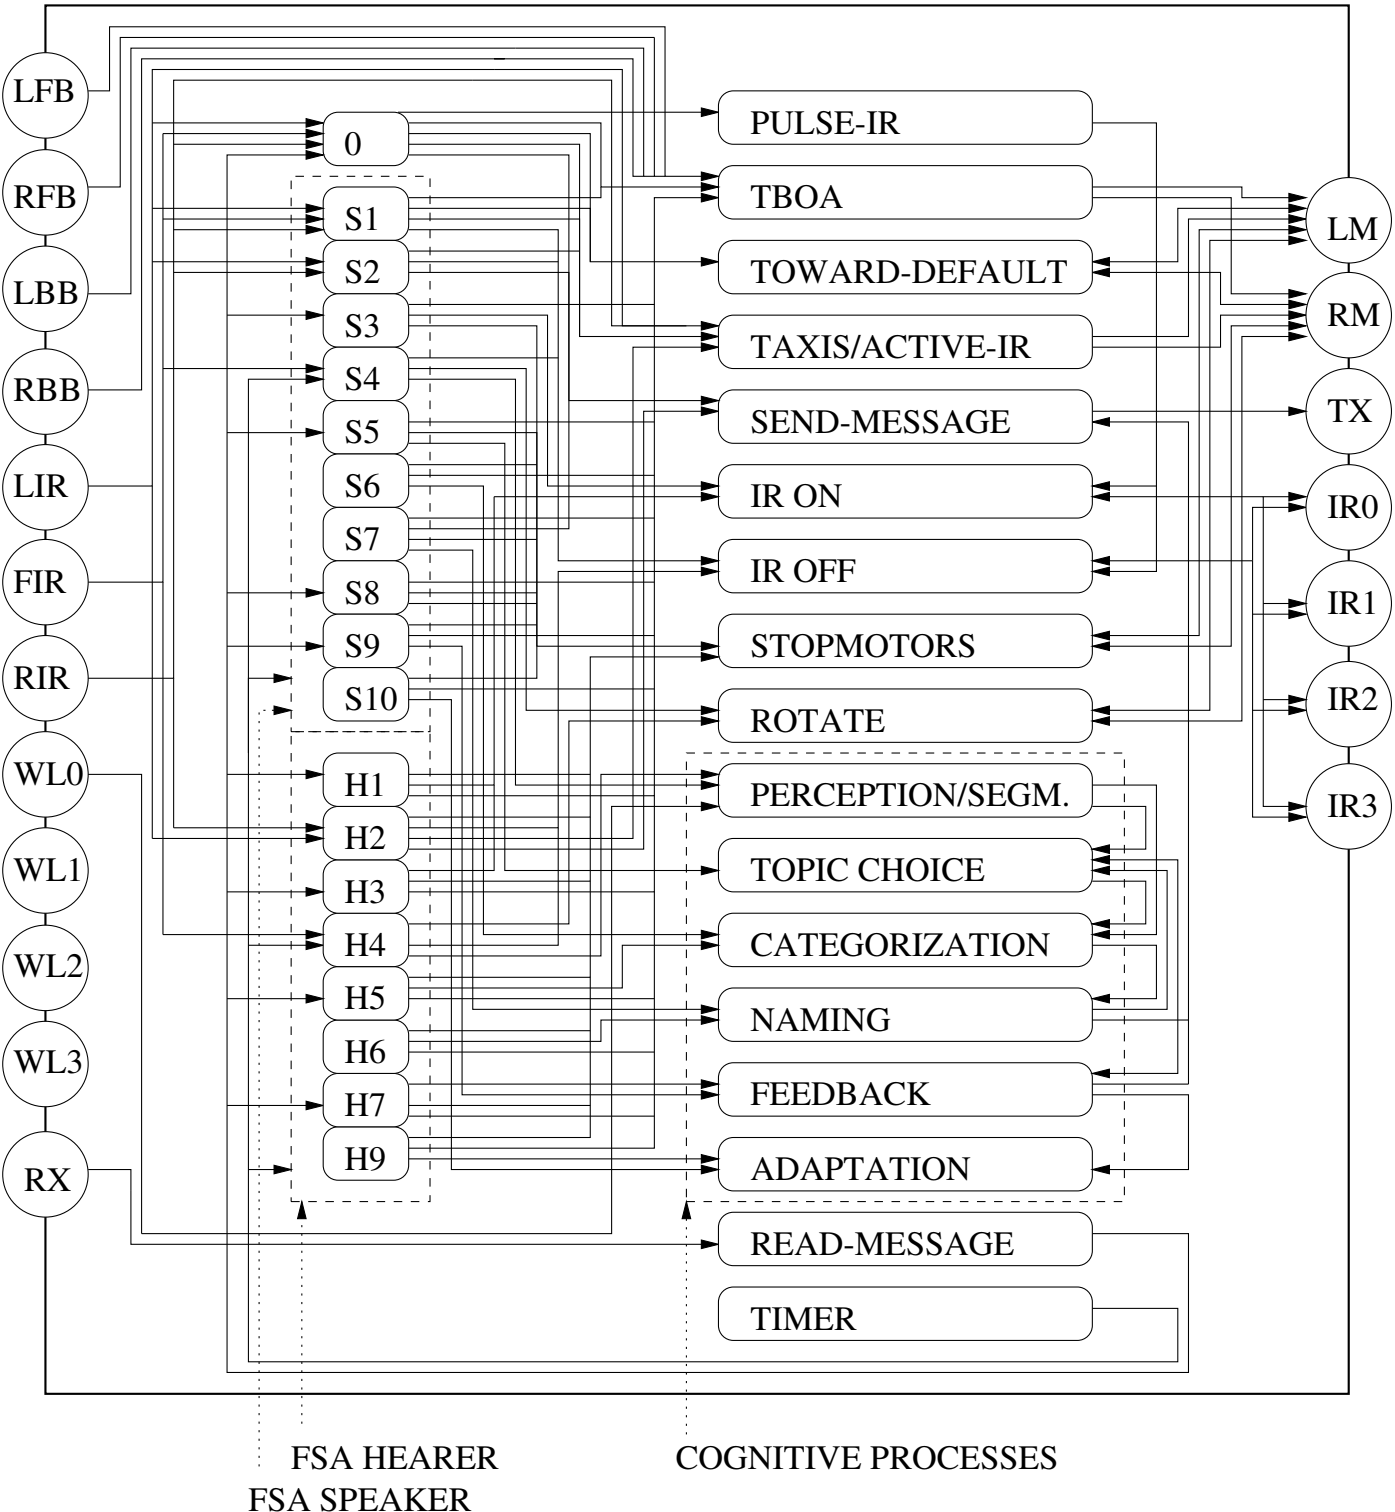 LFB
RFB
LBB
RBB
LIR
FIR
RIR
WL0
WL1
WL2
WL3
RX
0
S1
S2
S3
S4
S5
S6
S7
S8
S9
S10
H1
H2
H3
H4
H5
H6
H7
H9
PULSE-IR
TBOA
TOWARD-DEFAULT
TAXIS/ACTIVE-IR
SEND-MESSAGE
IR ON
IR OFF
STOPMOTORS
ROTATE
PERCEPTION/SEGM.
TOPIC CHOICE
CATEGORIZATION
NAMING
FEEDBACK
ADAPTATION
READ-MESSAGE
TIMER
LM
RM
TX
IR0
IR1
IR2
IR3
FSA HEARER
FSA SPEAKER
COGNITIVE PROCESSES